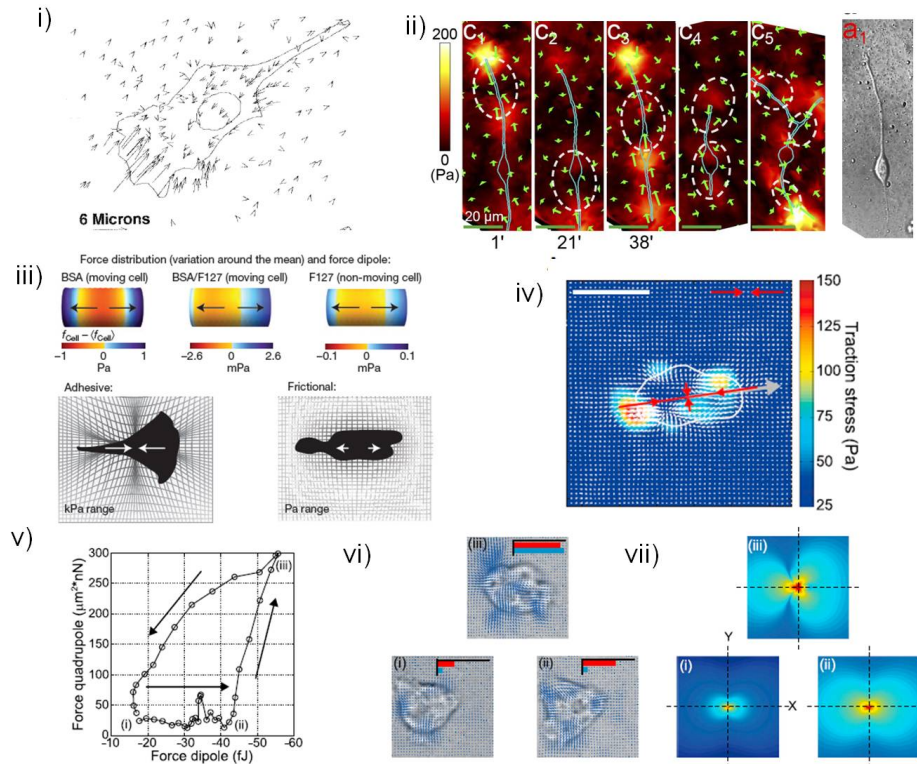 i)
6 Microns
ii)
200
0
(Pa)
C1
C2
C3
C4
C5
20 µm
1'
21'
38'
a1
iii)
Force distribution (variation around the mean) and force dipole:
BSA (moving cell)
BSA/F127 (moving cell)
F127 (non-moving cell)
fCell – ⟨fCell⟩
-1 0 1
Pa
-2.6 0 2.6
mPa
-0.1 0 0.1
mPa
Adhesive:
kPa range
Frictional:
Pa range
iv)
150
125
100
75
50
25
Traction stress (Pa)
v)
Force quadrupole (µm²*nN)
300
250
200
150
100
50
0
(iii)
(i)
(ii)
-10 -20 -30 -40 -50 -60
Force dipole (fJ)
vi)
(iii)
(i)
(ii)
vii)
(iii)
Y
(i)
X
(ii)